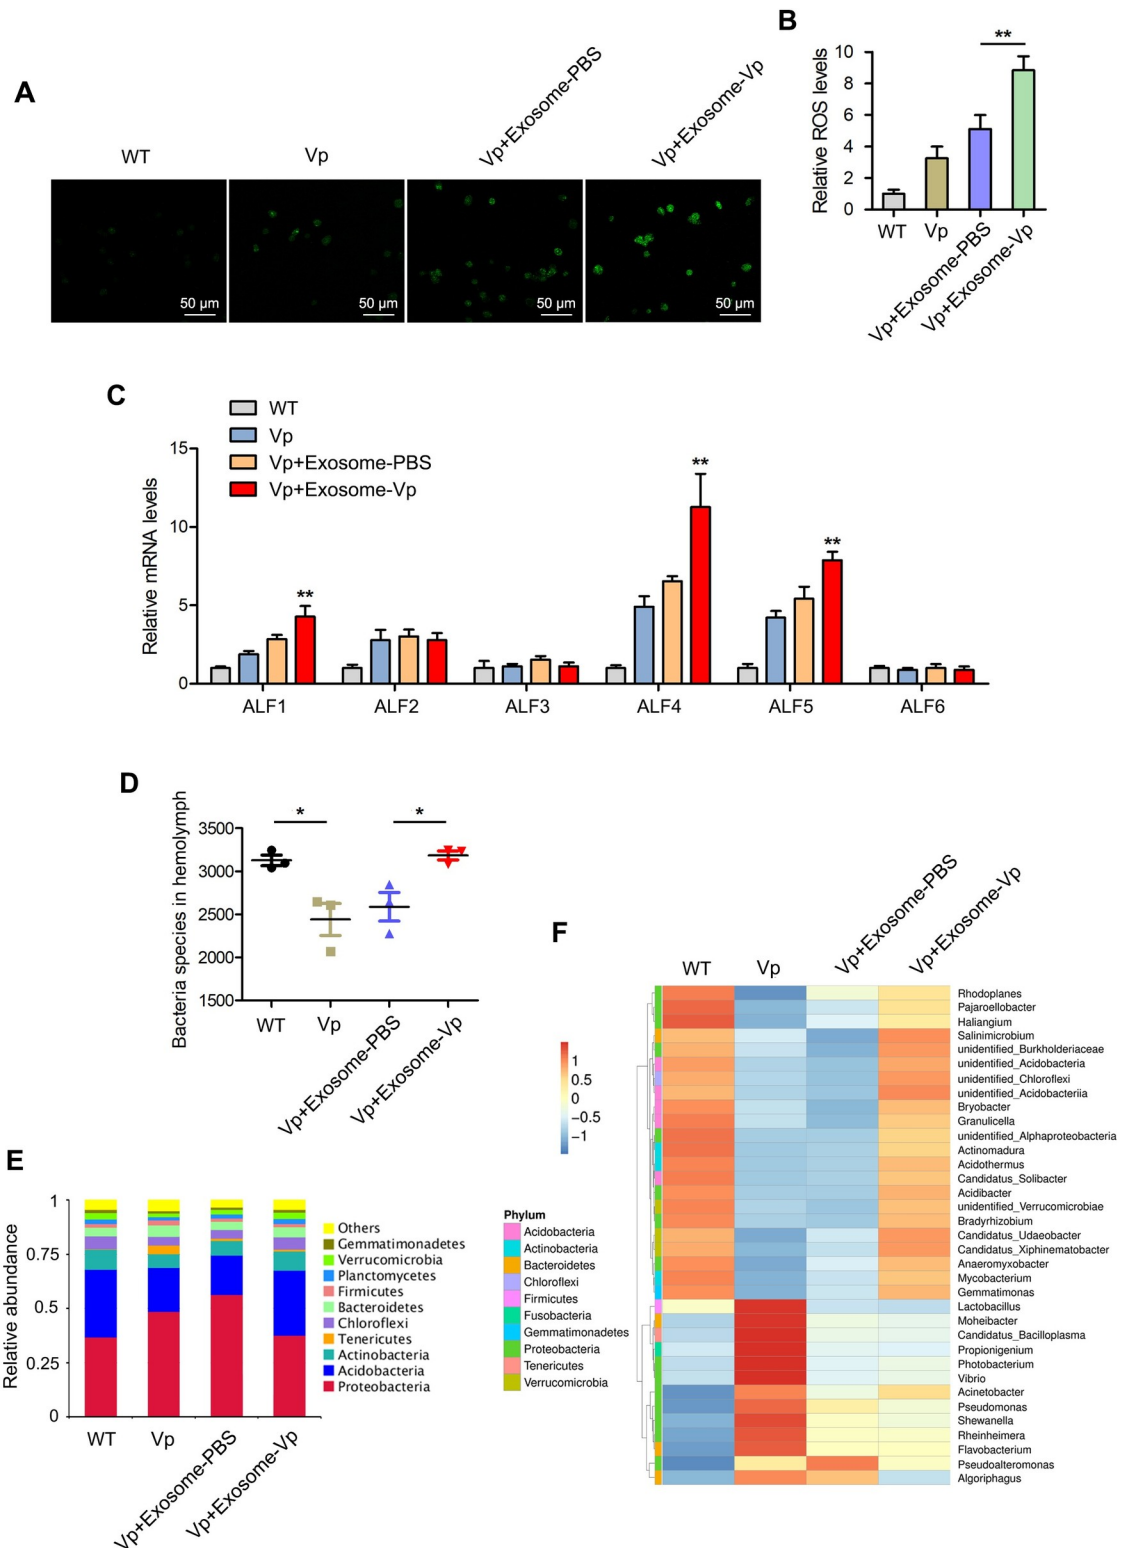 A
WT
Vp
Vp+Exosome-PBS
Vp+Exosome-Vp
50 µm
50 µm
50 µm
50 µm
B
**
Relative ROS levels
10
8
6
4
2
0
WT
Vp
Vp+Exosome-PBS
Vp+Exosome-Vp
C
WT
Vp
Vp+Exosome-PBS
Vp+Exosome-Vp
Relative mRNA levels
15
10
5
0
**
**
**
ALF1
ALF2
ALF3
ALF4
ALF5
ALF6
D
Bacteria species in hemolymph
3500
3000
2500
2000
1500
*
*
WT
Vp
Vp+Exosome-PBS
Vp+Exosome-Vp
E
Relative abundance
1
0.75
0.5
0.25
0
WT
Vp
Vp+Exosome-PBS
Vp+Exosome-Vp
Others
Gemmatimonadetes
Verrucomicrobia
Planctomycetes
Firmicutes
Bacteroidetes
Chloroflexi
Tenericutes
Actinobacteria
Acidobacteria
Proteobacteria
F
WT
Vp
Vp+Exosome-PBS
Vp+Exosome-Vp
1
0.5
0
−0.5
−1
Phylum
Acidobacteria
Actinobacteria
Bacteroidetes
Chloroflexi
Firmicutes
Fusobacteria
Gemmatimonadetes
Proteobacteria
Tenericutes
Verrucomicrobia
Rhodoplanes
Pajaroellobacter
Haliangium
Salinimicrobium
unidentified_Burkholderiaceae
unidentified_Acidobacteria
unidentified_Chloroflexi
unidentified_Acidobacteriia
Bryobacter
Granulicella
unidentified_Alphaproteobacteria
Actinomadura
Acidothermus
Candidatus_Solibacter
Acidibacter
unidentified_Verrucomicrobiae
Bradyrhizobium
Candidatus_Udaeobacter
Candidatus_Xiphinematobacter
Anaeromyxobacter
Mycobacterium
Gemmatimonas
Lactobacillus
Moheibacter
Candidatus_Bacilloplasma
Propionigenium
Photobacterium
Vibrio
Acinetobacter
Pseudomonas
Shewanella
Rheinheimera
Flavobacterium
Pseudoalteromonas
Algoriphagus